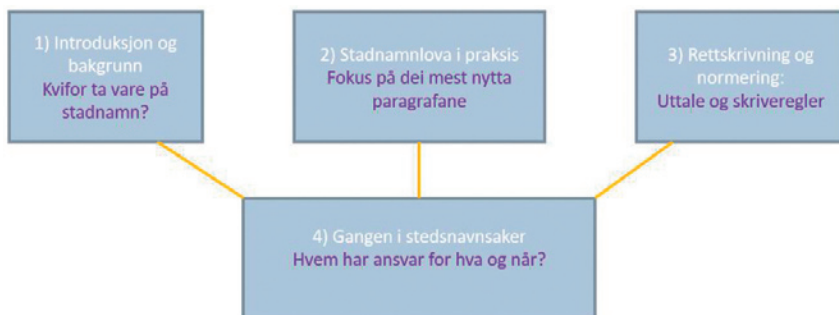 1) Introduksjon og
bakgrunn
Kvifor ta vare på
stadnamn?
2) Stadnamnlova i praksis
Fokus på dei mest nytta
paragrafane
3) Rettskrivning og
normering:
Uttale og skriveregler
4) Gangen i stedsnavnsaker
Hvem har ansvar for hva og når?